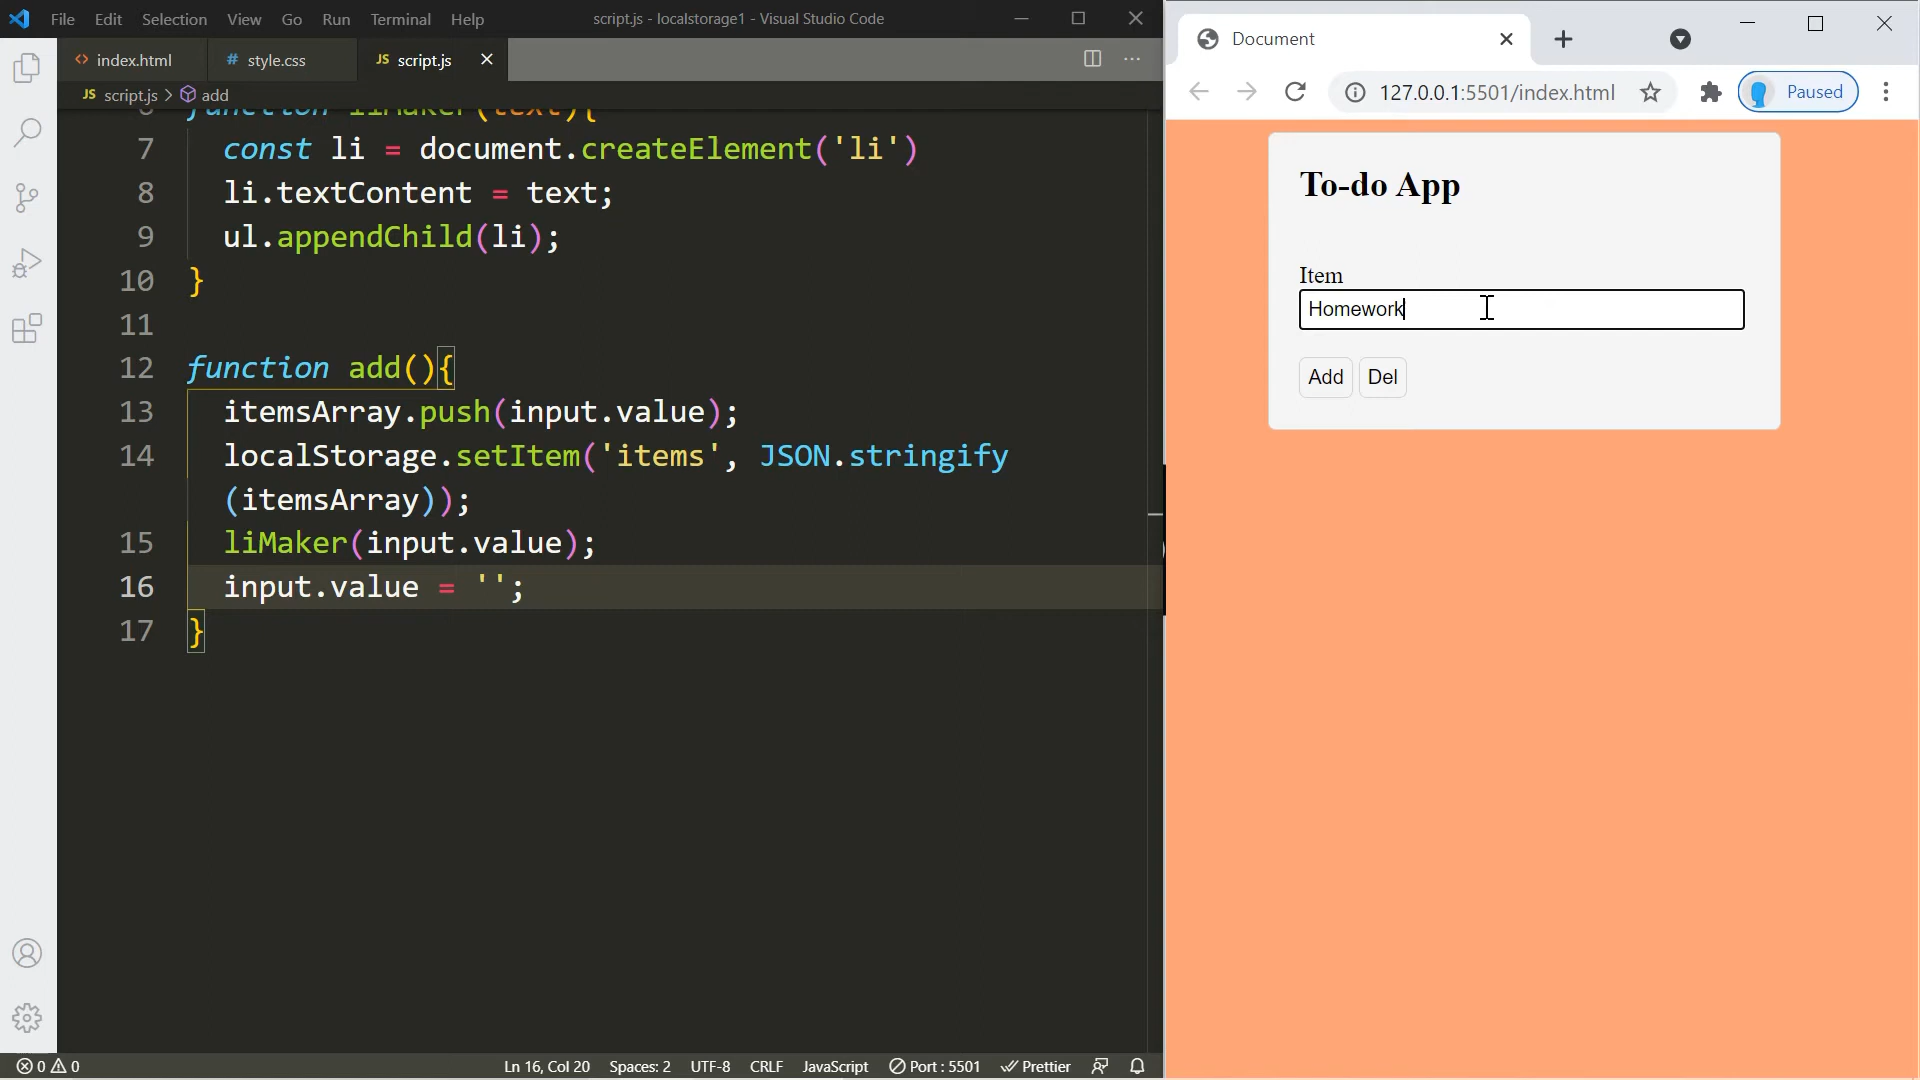 File Edit Selection View Go Run Terminal Help
script.js - localstorage1 - Visual Studio Code
index.html
# style.css
JS script.js
JS script.js > add
7 const li = document.createElement('li')
8 li.textContent = text;
9 ul.appendChild(li);
10 }
11
12 function add(){
13 itemsArray.push(input.value);
14 localStorage.setItem('items', JSON.stringify
(itemsArray));
15 liMaker(input.value);
16 input.value = '';
17 }
0 0
Ln 16, Col 20 Spaces: 2 UTF-8 CRLF JavaScript Port : 5501 Prettier
Document
127.0.0.1:5501/index.html
Paused
To-do App
Item
Homework
Add Del